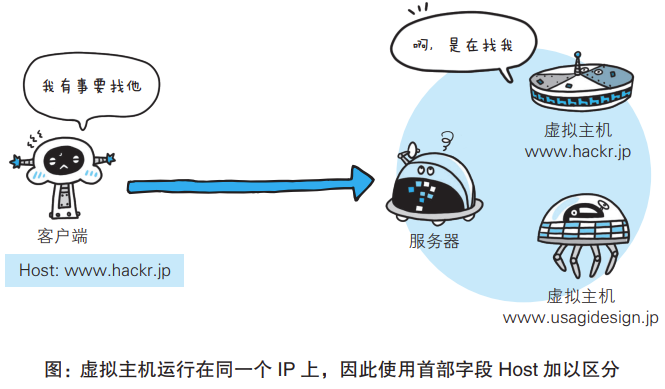 啊，是在找我
我有事要找他
虚拟主机
www.hackr.jp
客户端
服务器
Host: www.hackr.jp
虚拟主机
www.usagidesign.jp
图：虚拟主机运行在同一个 IP 上，因此使用首部字段 Host 加以区分